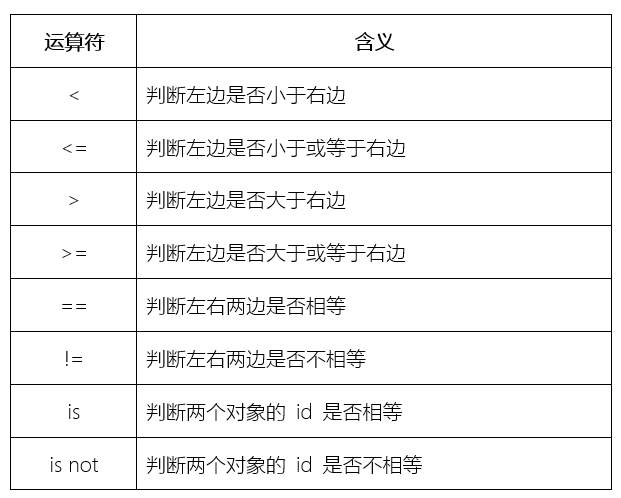 运算符 含义
< 判断左边是否小于右边
<= 判断左边是否小于或等于右边
> 判断左边是否大于右边
>= 判断左边是否大于或等于右边
== 判断左右两边是否相等
!= 判断左右两边是否不相等
is 判断两个对象的 id 是否相等
is not 判断两个对象的 id 是否不相等